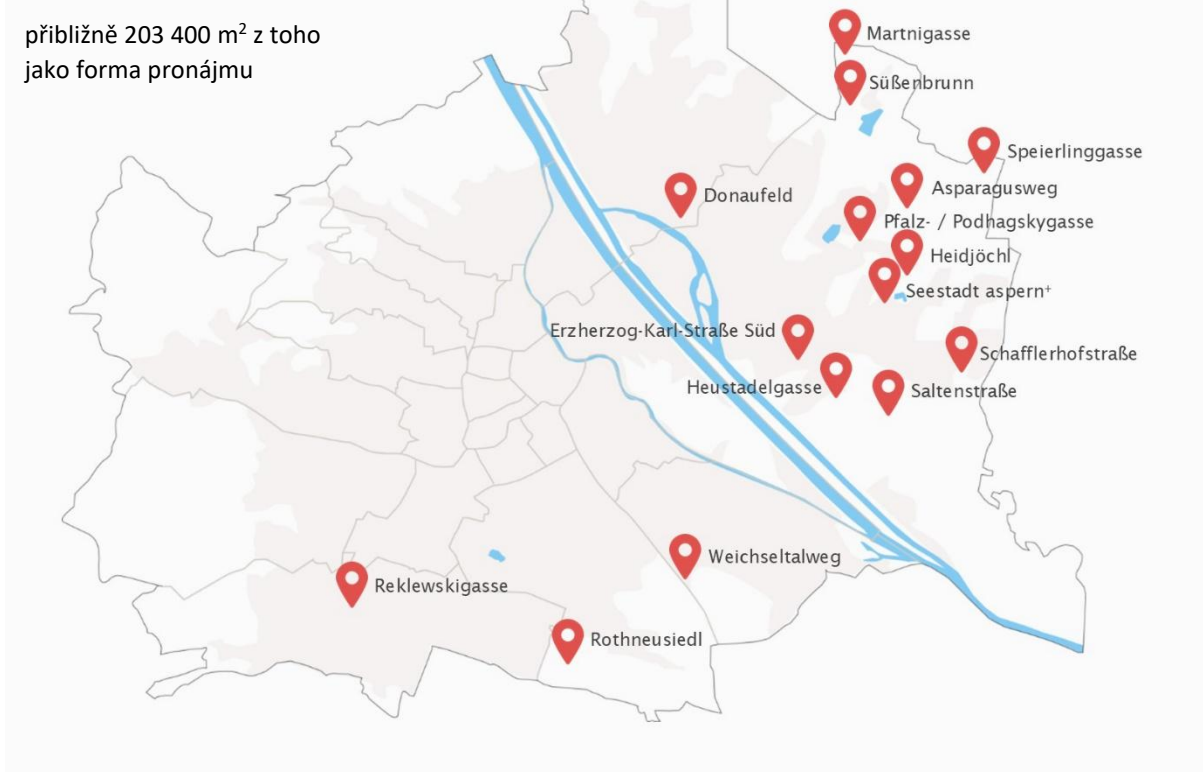 přibližně 203 400 m² z toho
jako forma pronájmu
Martnigasse
Süßenbrunn
Speierlinggasse
Donaufeld
Asparagusweg
Pfalz- / Podhagskygasse
Heidjöchl
Seestadt aspern⁺
Erzherzog-Karl-Straße Süd
Schafflerhofstraße
Heustadelgasse
Saltenstraße
Weichseltalweg
Reklewskigasse
Rothneusiedl